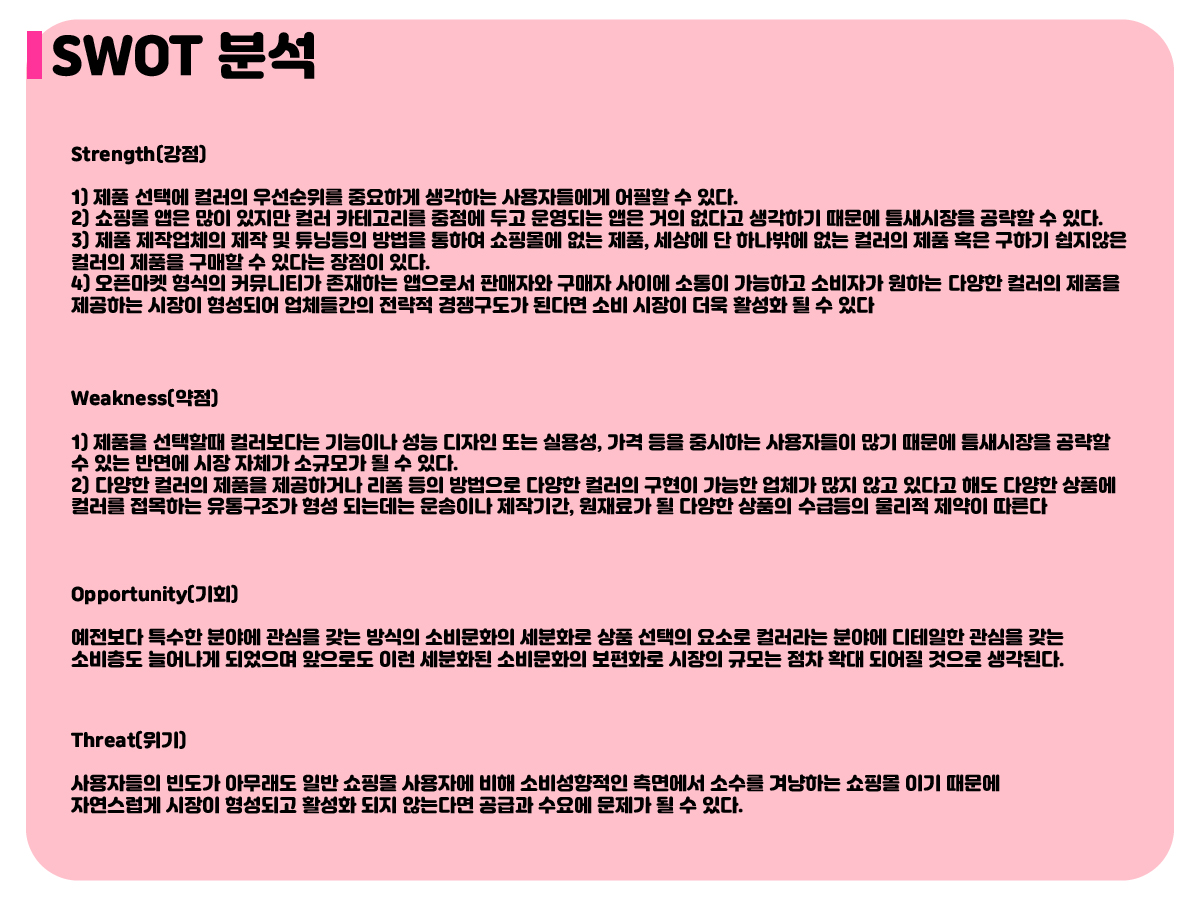 SWOT 분석
Strength(강점)
1) 제품 선택에 컬러의 우선순위를 중요하게 생각하는 사용자들에게 어필할 수 있다.
2) 쇼핑몰 앱은 많이 있지만 컬러 카테고리를 중점에 두고 운영되는 앱은 거의 없다고 생각하기 때문에 틈새시장을 공략할 수 있다.
3) 제품 제작업체의 제작 및 튜닝등의 방법을 통하여 쇼핑몰에 없는 제품, 세상에 단 하나밖에 없는 컬러의 제품 혹은 구하기 쉽지않은
컬러의 제품을 구매할 수 있다는 장점이 있다.
4) 오픈마켓 형식의 커뮤니티가 존재하는 앱으로서 판매자와 구매자 사이에 소통이 가능하고 소비자가 원하는 다양한 컬러의 제품을
제공하는 시장이 형성되어 업체들간의 전략적 경쟁구도가 된다면 소비 시장이 더욱 활성화 될 수 있다
Weakness(약점)
1) 제품을 선택할때 컬러보다는 기능이나 성능 디자인 또는 실용성, 가격 등을 중시하는 사용자들이 많기 때문에 틈새시장을 공략할
수 있는 반면에 시장 자체가 소규모가 될 수 있다.
2) 다양한 컬러의 제품을 제공하거나 리폼 등의 방법으로 다양한 컬러의 구현이 가능한 업체가 많지 않고 있다고 해도 다양한 상품에
컬러를 접목하는 유통구조가 형성 되는데는 운송이나 제작기간, 원재료가 될 다양한 상품의 수급등의 물리적 제약이 따른다
Opportunity(기회)
예전보다 특수한 분야에 관심을 갖는 방식의 소비문화의 세분화로 상품 선택의 요소로 컬러라는 분야에 디테일한 관심을 갖는
소비층도 늘어나게 되었으며 앞으로도 이런 세분화된 소비문화의 보편화로 시장의 규모는 점차 확대 되어질 것으로 생각된다.
Threat(위기)
사용자들의 빈도가 아무래도 일반 쇼핑몰 사용자에 비해 소비성향적인 측면에서 소수를 겨냥하는 쇼핑몰 이기 때문에
자연스럽게 시장이 형성되고 활성화 되지 않는다면 공급과 수요에 문제가 될 수 있다.